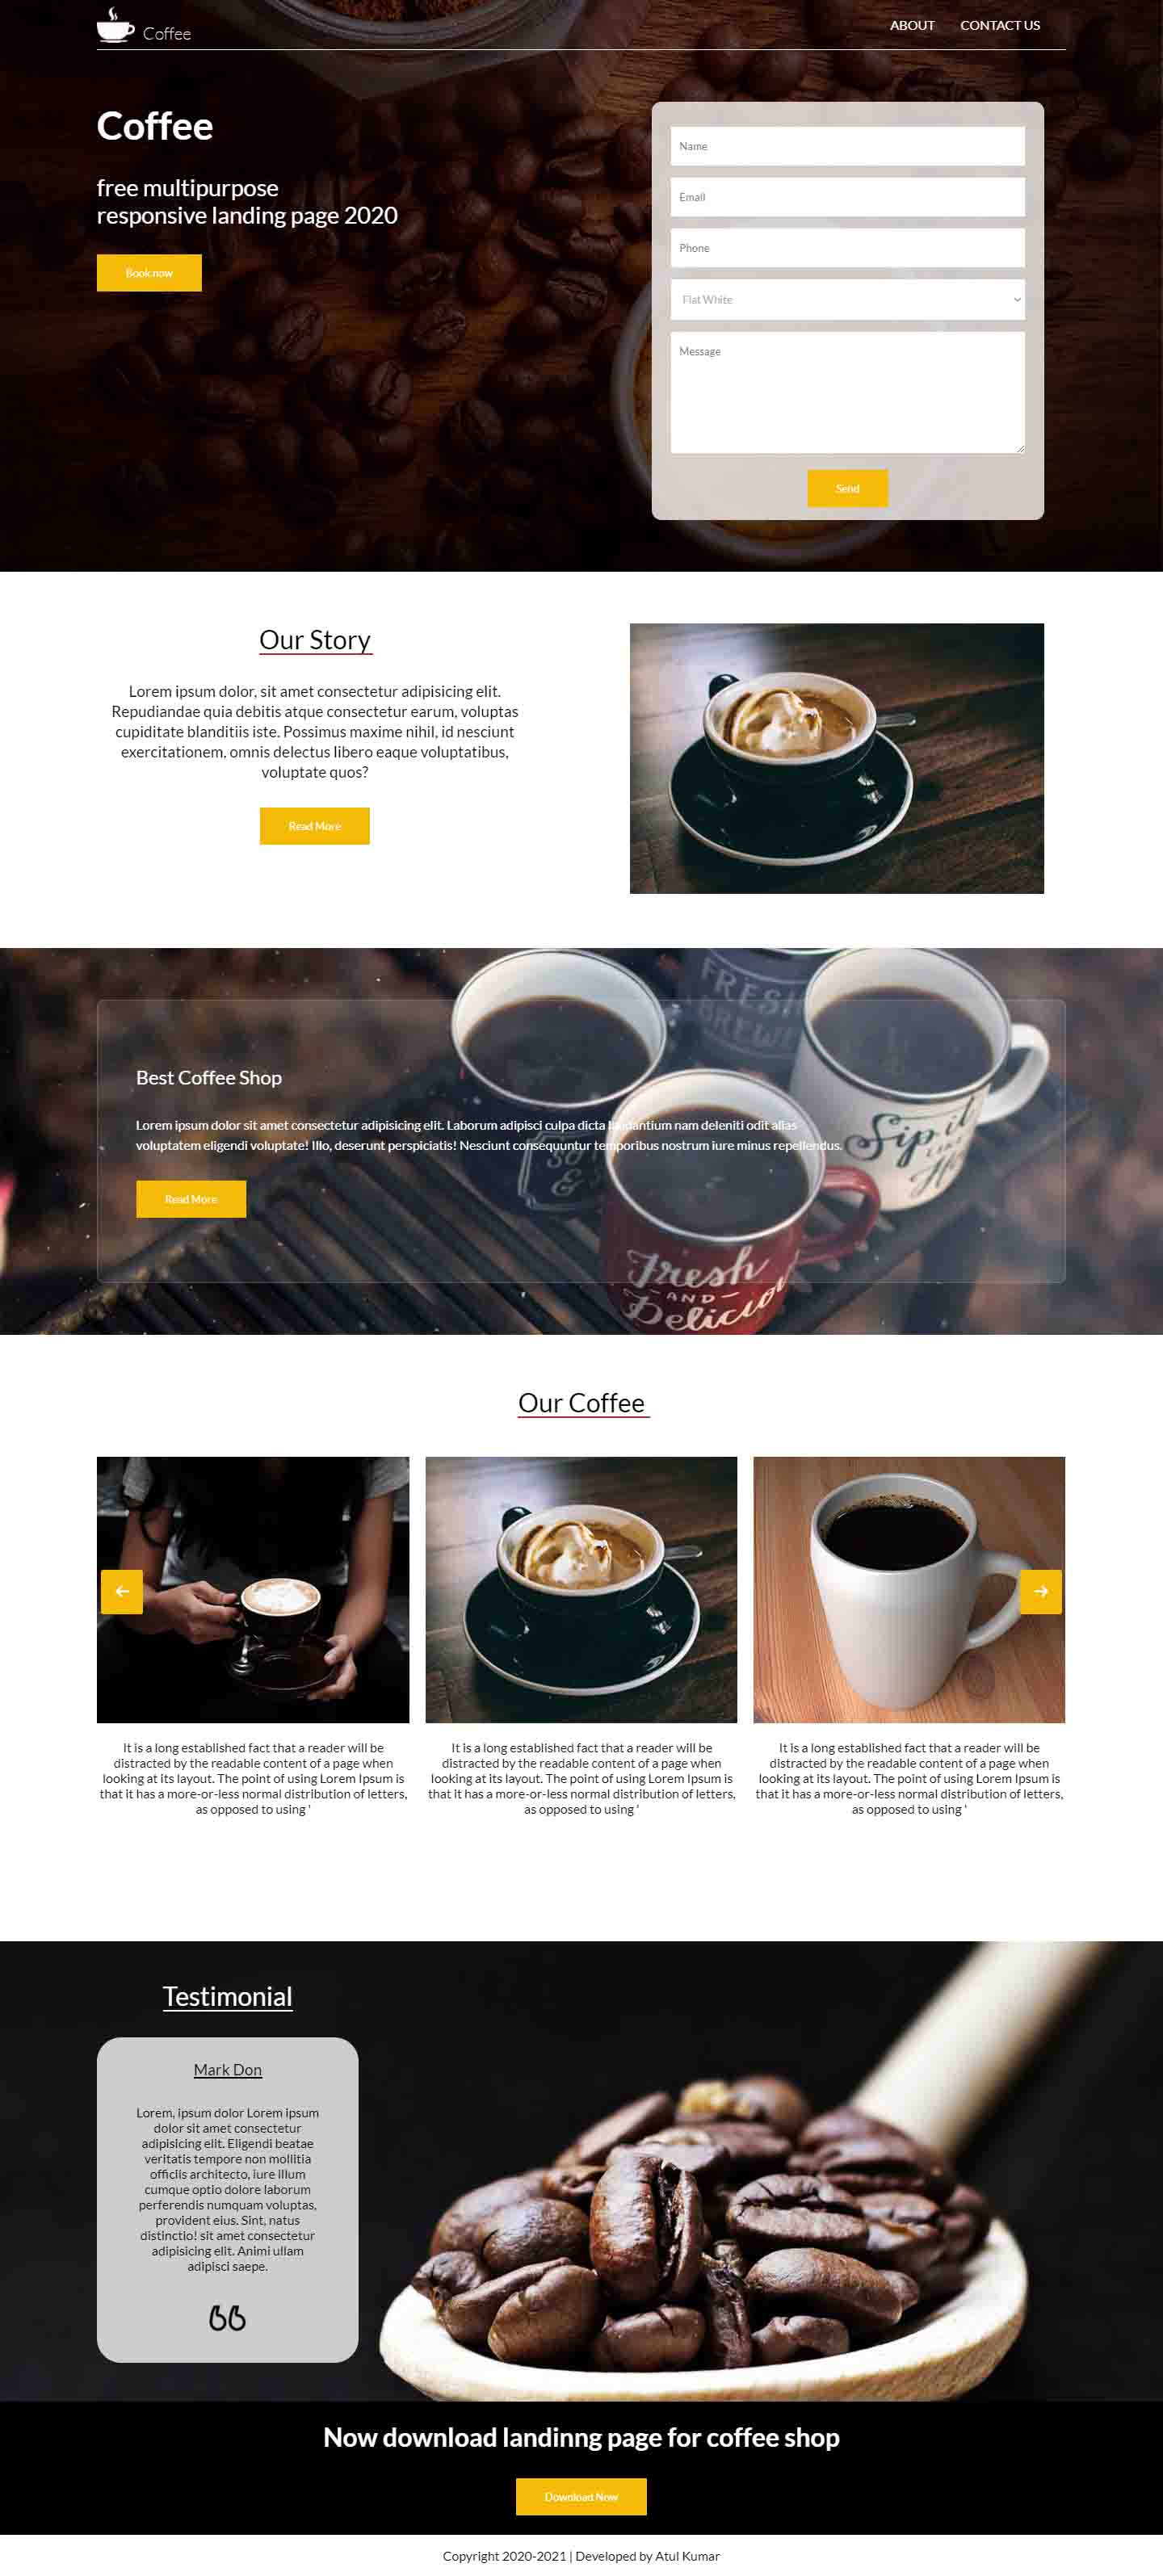 Coffee
ABOUT
CONTACT US
Coffee
free multipurpose
responsive landing page 2020
Book now
Name
Email
Phone
Flat White
Message
Send
Our Story
Lorem ipsum dolor, sit amet consectetur adipisicing elit.
Repudiandae quia debitis atque consectetur earum, voluptas
cupiditate blanditiis iste. Possimus maxime nihil, id nesciunt
exercitationem, omnis delectus libero eaque voluptatibus,
voluptate quos?
Read More
FRESH
BREWED
Best Coffee Shop
Lorem ipsum dolor sit amet consectetur adipisicing elit. Laborum adipisci culpa dicta laudantium nam deleniti odit alias
voluptatem eligendi voluptate! Illo, deserunt perspiciatis! Nesciunt consequuntur temporibus nostrum iure minus repellendus.
Read More
Sip
Fresh
AND
Delicious
Our Coffee
It is a long established fact that a reader will be
distracted by the readable content of a page when
looking at its layout. The point of using Lorem Ipsum is
that it has a more-or-less normal distribution of letters,
as opposed to using '
It is a long established fact that a reader will be
distracted by the readable content of a page when
looking at its layout. The point of using Lorem Ipsum is
that it has a more-or-less normal distribution of letters,
as opposed to using '
It is a long established fact that a reader will be
distracted by the readable content of a page when
looking at its layout. The point of using Lorem Ipsum is
that it has a more-or-less normal distribution of letters,
as opposed to using '
Testimonial
Mark Don
Lorem, ipsum dolor Lorem ipsum
dolor sit amet consectetur
adipisicing elit. Eligendi beatae
veritatis tempore non mollitia
officiis architecto, iure illum
cumque optio dolore laborum
perferendis numquam voluptas,
provident eius. Sint, natus
distinctio! sit amet consectetur
adipisicing elit. Animi ullam
adipisci saepe.
Now download landinng page for coffee shop
Download Now
Copyright 2020-2021 | Developed by Atul Kumar